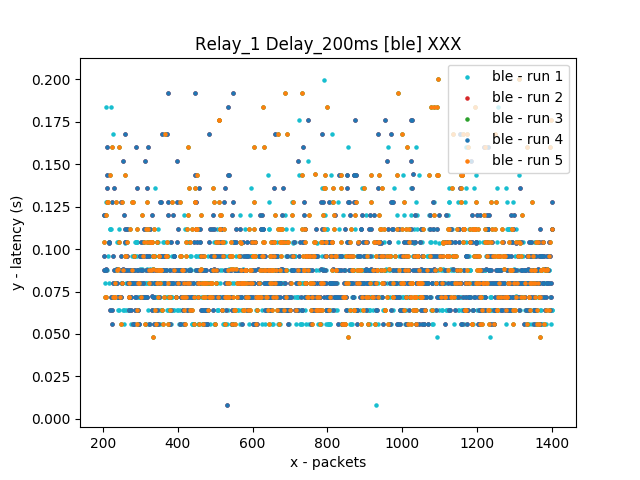 Relay_1 Delay_200ms [ble] XXX
ble - run 1
ble - run 2
ble - run 3
ble - run 4
ble - run 5
y - latency (s)
0.200
0.175
0.150
0.125
0.100
0.075
0.050
0.025
0.000
200 400 600 800 1000 1200 1400
x - packets